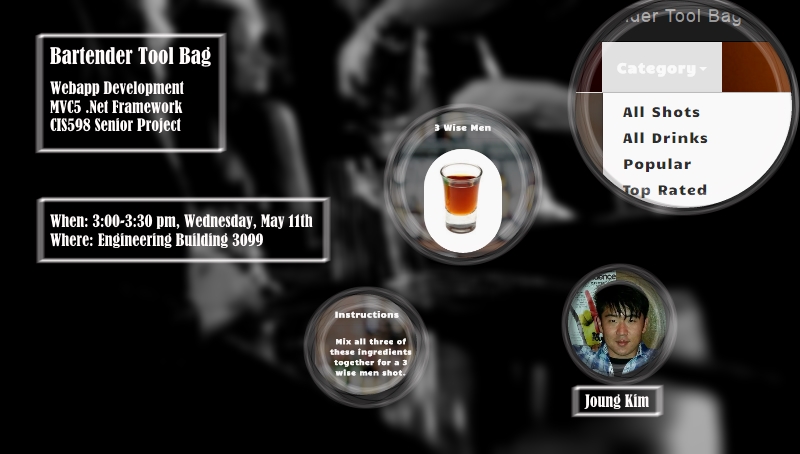 Bartender Tool Bag
Webapp Development
MVC5 .Net Framework
CIS598 Senior Project
When: 3:00-3:30 pm, Wednesday, May 11th
Where: Engineering Building 3099
3 Wise Men
Tool Bag
Category
All Shots
All Drinks
Popular
Top Rated
Instructions
Mix all three of
these ingredients
together for a 3
wise men shot.
Joung Kim